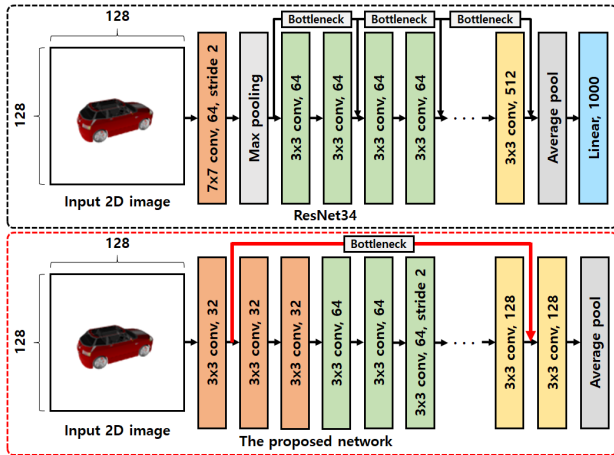 128
128
Input 2D image
7x7 conv, 64, stride 2
Max pooling
Bottleneck
Bottleneck
Bottleneck
3x3 conv, 64
3x3 conv, 64
3x3 conv, 64
3x3 conv, 64
. . . .
3x3 conv, 512
Average pool
Linear, 1000
ResNet34
128
128
Input 2D image
Bottleneck
3x3 conv, 32
3x3 conv, 32
3x3 conv, 32
3x3 conv, 64
3x3 conv, 64
3x3 conv, 64, stride 2
. . . .
3x3 conv, 128
3x3 conv, 128
Average pool
The proposed network